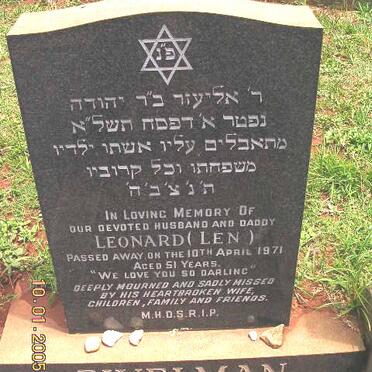 פ״נ
ר׳ אליעזר ב״ר יהודה
נפטר א׳ דפסח תשל״א
מתאבלים עליו אשתו ילדיו
משפחתו וכל קרוביו
ת׳ נ׳ צ׳ ב׳ ה׳
IN LOVING MEMORY OF
OUR DEVOTED HUSBAND AND DADDY
LEONARD (LEN)
PASSED AWAY ON THE 10TH APRIL 1971
AGED 51 YEARS.
"WE LOVE YOU SO DARLING"
DEEPLY MOURNED AND SADLY MISSED
BY HIS HEARTBROKEN WIFE,
CHILDREN, FAMILY AND FRIENDS.
M.H.D.S.R.I.P.
10.01.2005